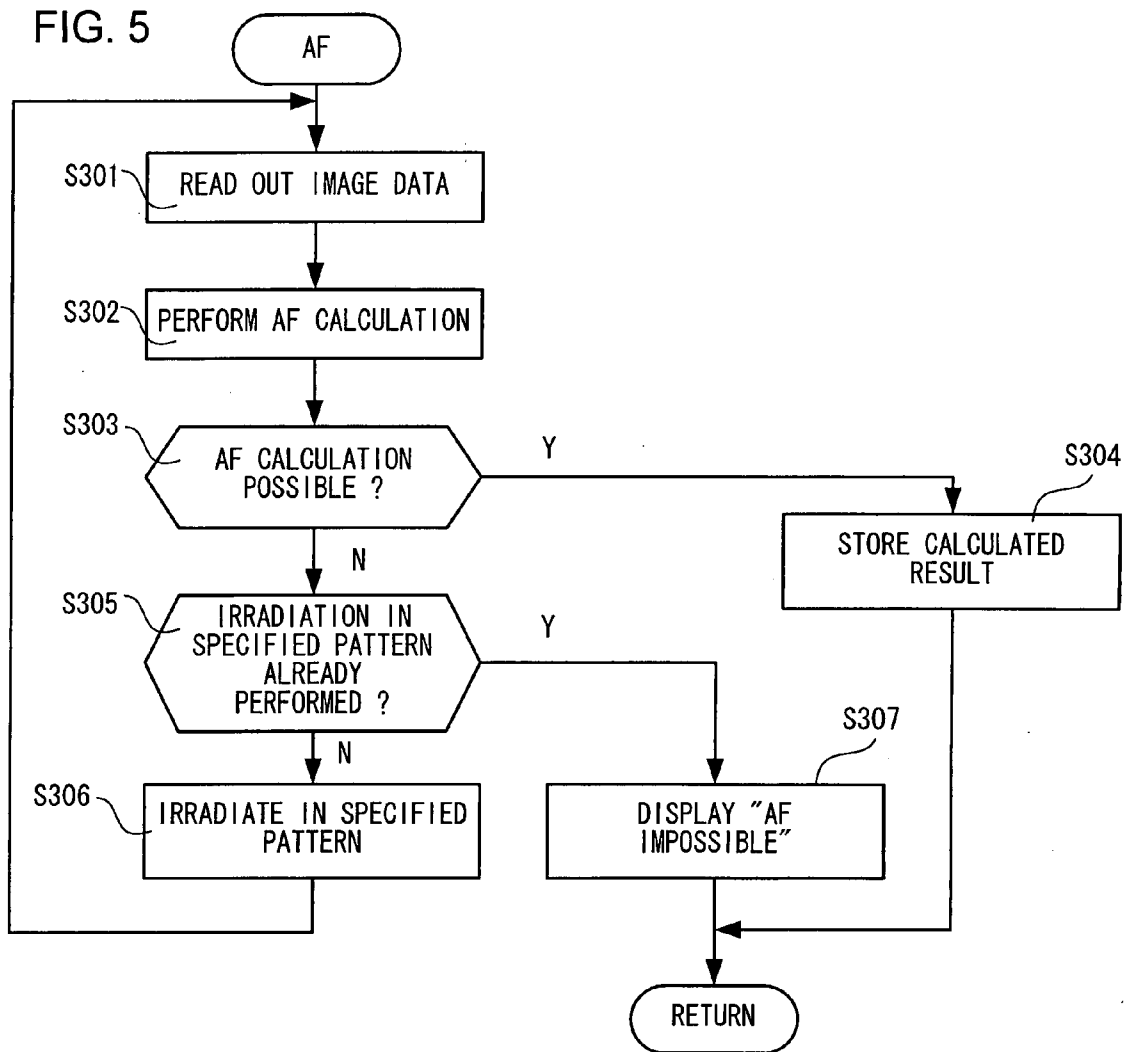 FIG. 5
AF
S301
READ OUT IMAGE DATA
S302
PERFORM AF CALCULATION
S303
AF CALCULATION
POSSIBLE ?
Y
N
S304
STORE CALCULATED
RESULT
S305
IRRADIATION IN
SPECIFIED PATTERN
ALREADY
PERFORMED ?
Y
N
S306
IRRADIATE IN SPECIFIED
PATTERN
S307
DISPLAY "AF
IMPOSSIBLE"
RETURN